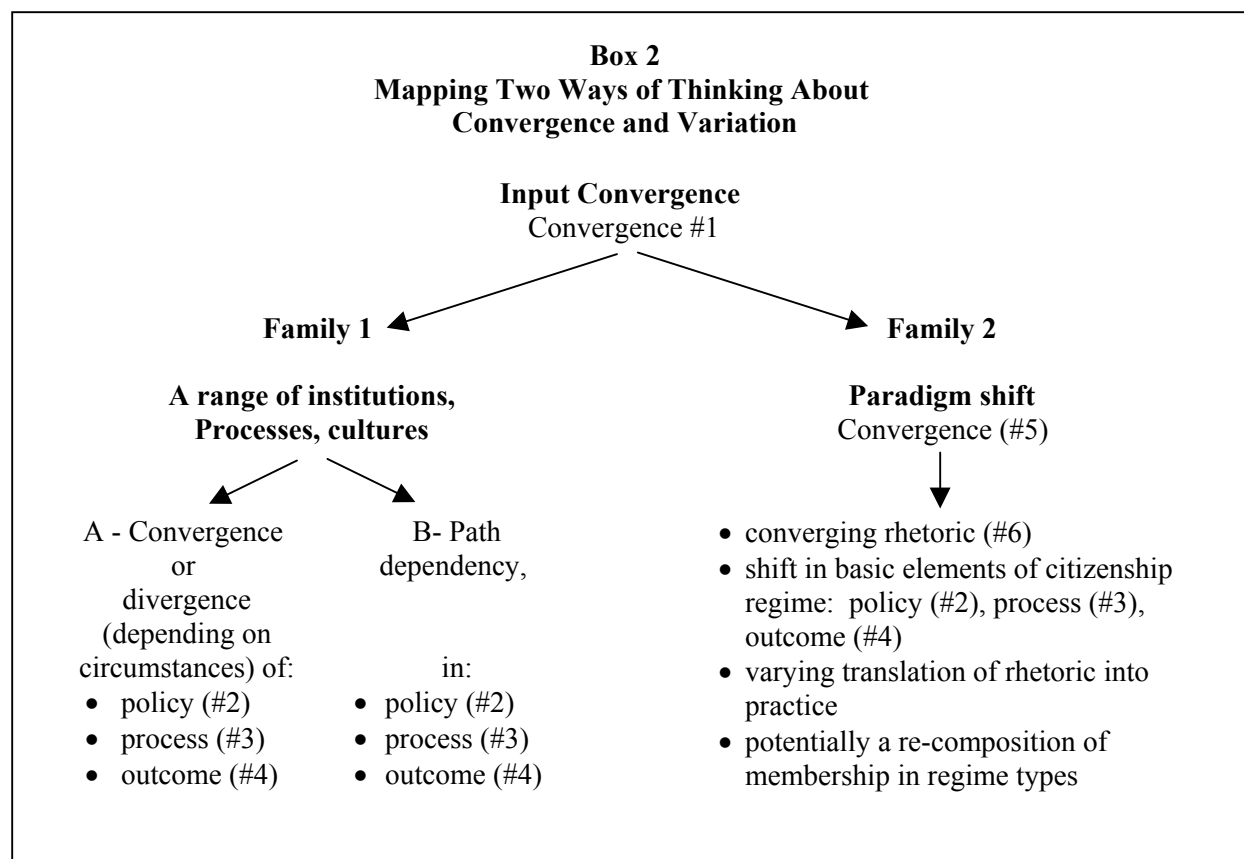 Box 2
Mapping Two Ways of Thinking About
Convergence and Variation
Input Convergence
Convergence #1
Family 1
A range of institutions,
Processes, cultures
A - Convergence
or
divergence
(depending on
circumstances) of:
• policy (#2)
• process (#3)
• outcome (#4)
B- Path
dependency,
in:
• policy (#2)
• process (#3)
• outcome (#4)
Family 2
Paradigm shift
Convergence (#5)
• converging rhetoric (#6)
• shift in basic elements of citizenship
regime: policy (#2), process (#3),
outcome (#4)
• varying translation of rhetoric into
practice
• potentially a re-composition of
membership in regime types